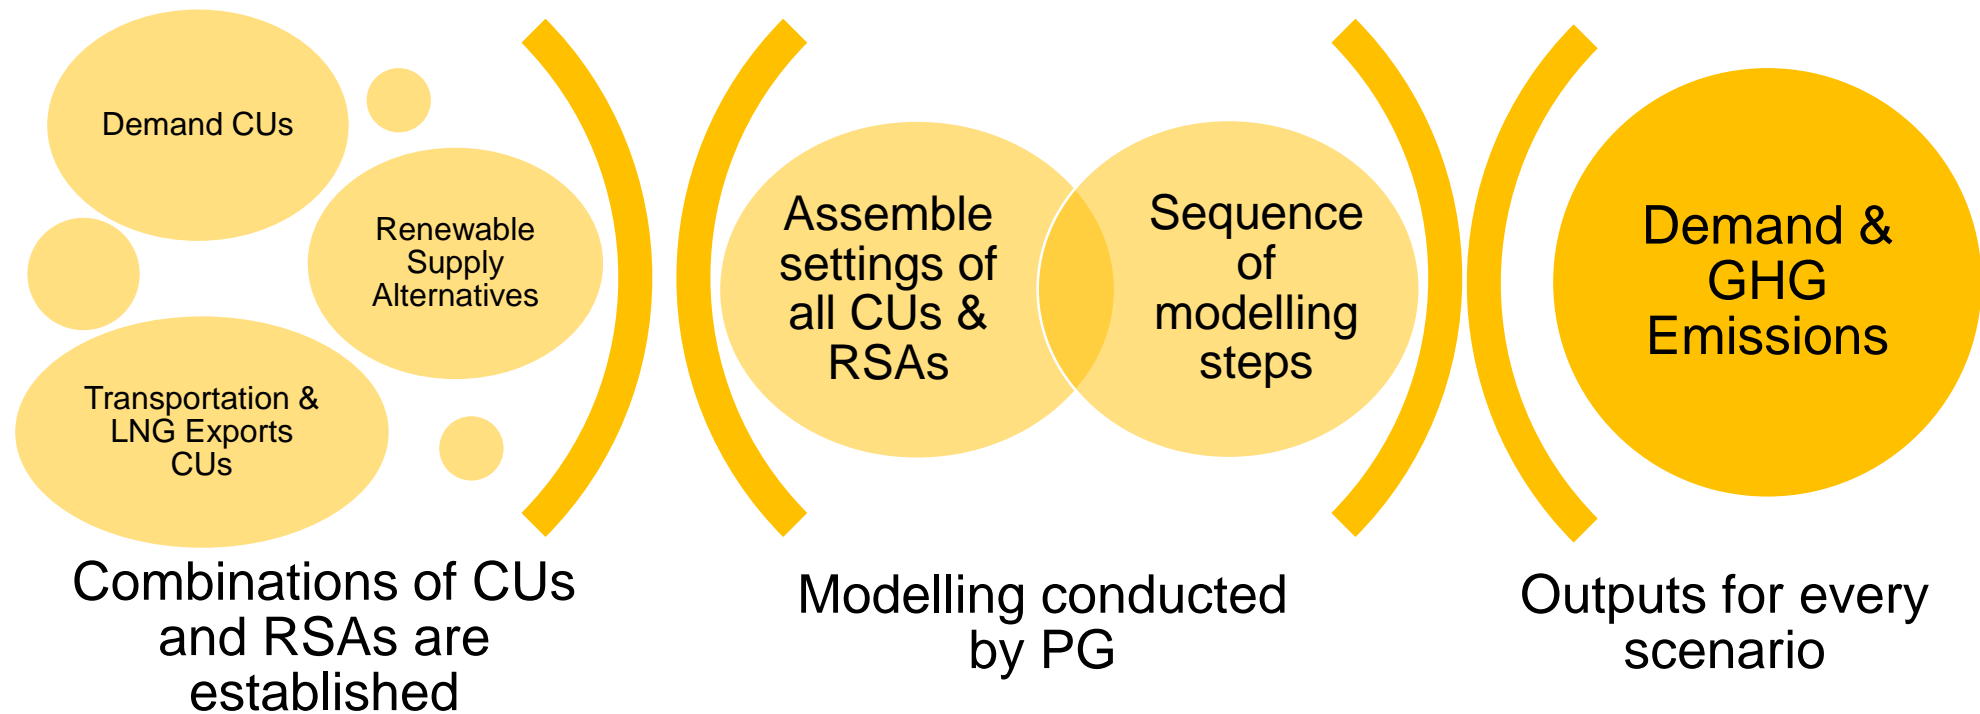 Demand CUs
Renewable
Supply
Alternatives
Transportation &
LNG Exports
CUs
Combinations of CUs
and RSAs are
established
Assemble
settings of
all CUs &
RSAs
Sequence
of
modelling
steps
Modelling conducted
by PG
Demand &
GHG
Emissions
Outputs for every
scenario